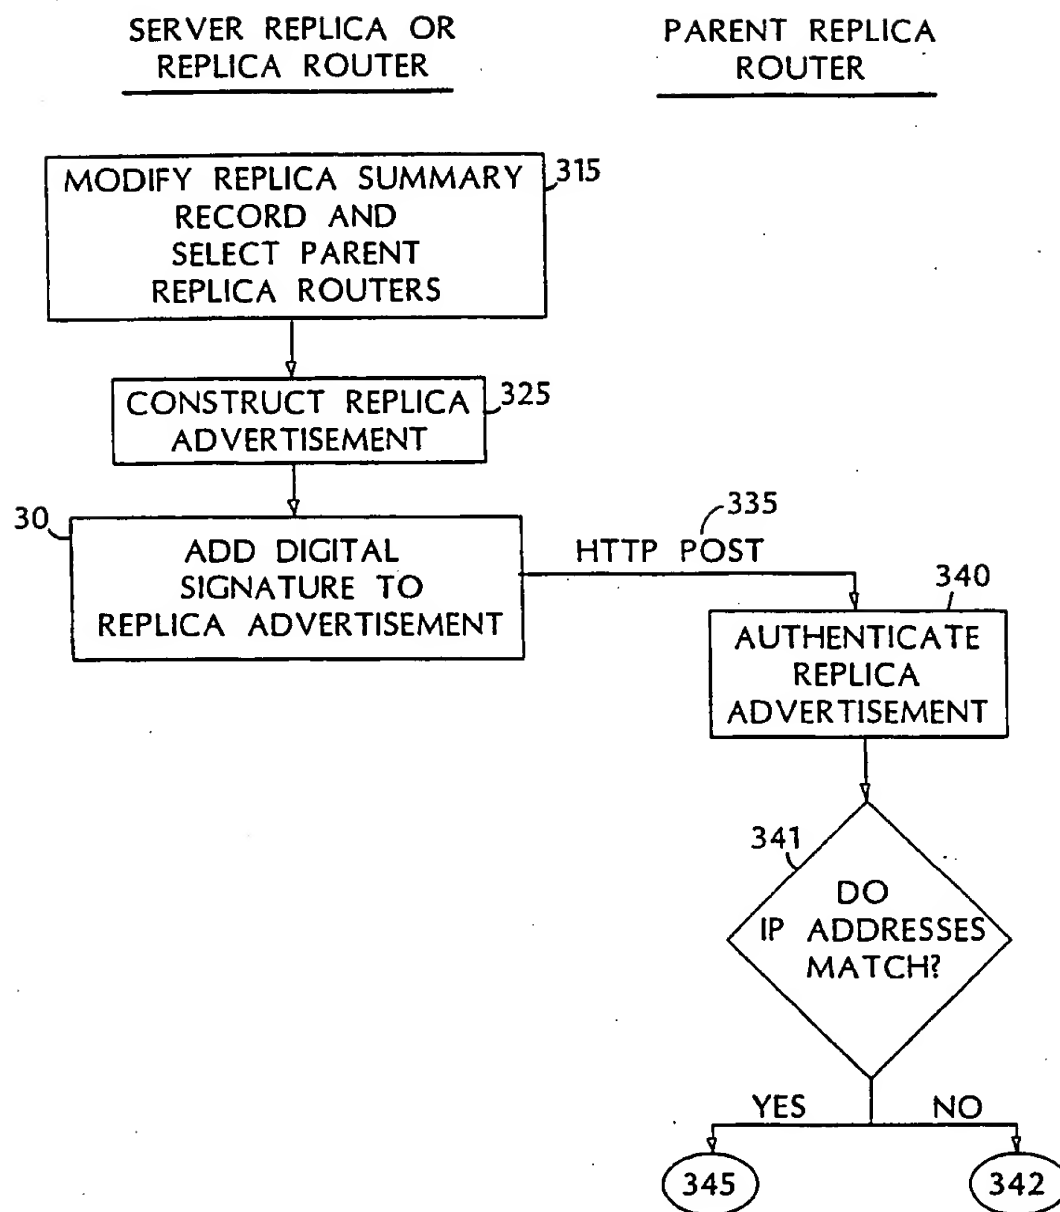 SERVER REPLICA OR
REPLICA ROUTER
PARENT REPLICA
ROUTER
MODIFY REPLICA SUMMARY
RECORD AND
SELECT PARENT
REPLICA ROUTERS
315
CONSTRUCT REPLICA
ADVERTISEMENT
325
30
ADD DIGITAL
SIGNATURE TO
REPLICA ADVERTISEMENT
335
HTTP POST
340
AUTHENTICATE
REPLICA
ADVERTISEMENT
341
DO
IP ADDRESSES
MATCH?
YES
NO
345
342